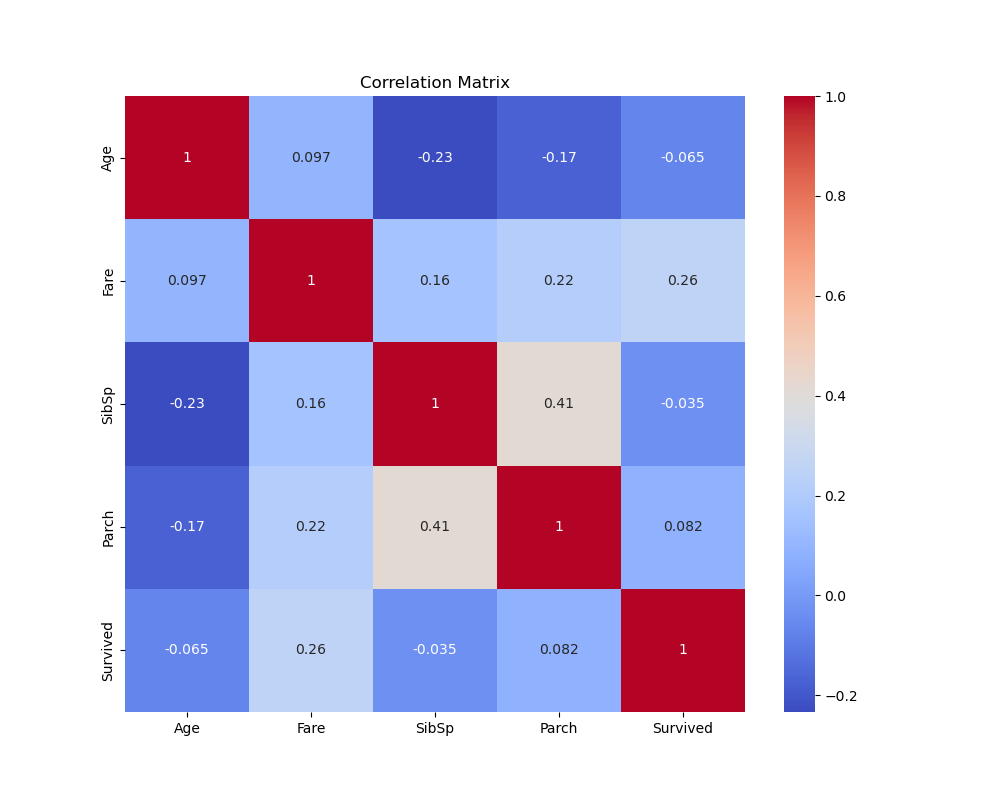 Correlation Matrix
Age 1 0.097 -0.23 -0.17 -0.065
Fare 0.097 1 0.16 0.22 0.26
SibSp -0.23 0.16 1 0.41 -0.035
Parch -0.17 0.22 0.41 1 0.082
Survived -0.065 0.26 -0.035 0.082 1
Age Fare SibSp Parch Survived
1.0
0.8
0.6
0.4
0.2
0.0
−0.2